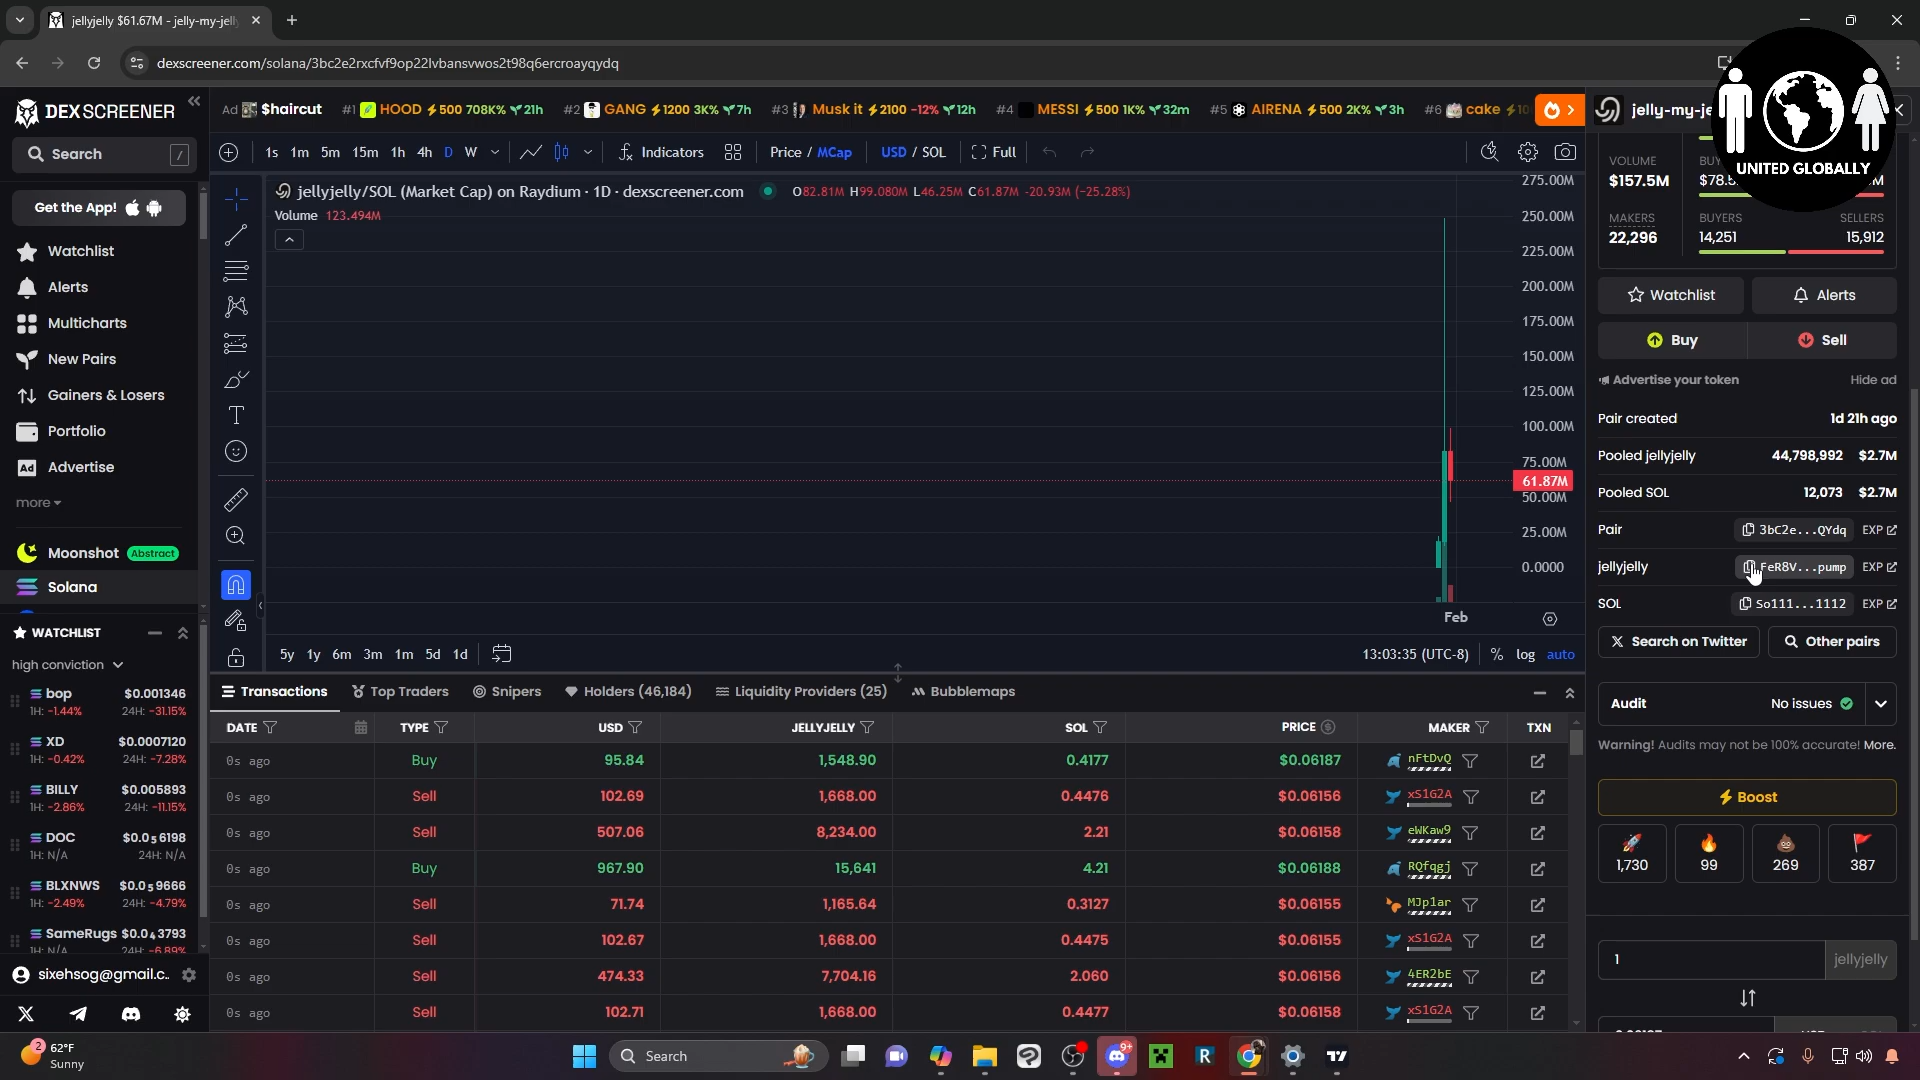 jellyjelly $61.67M - jelly-my-jelly
dexscreener.com/solana/3bc2e2rxcfvf9op22lvbansvwos2t98q6ercroayqydq
DEX SCREENER
Search /
Get the App!
Watchlist
Alerts
Multicharts
New Pairs
Gainers & Losers
Portfolio
Ad Advertise
more
Moonshot Abstract
Solana
WATCHLIST
high conviction
bop $0.001346
1H: -1.44% 24H: -31.15%
XD $0.0007120
1H: -0.42% 24H: -7.28%
BILLY $0.005893
1H: -2.86% 24H: -11.15%
DOC $0.0₅6198
1H: N/A 24H: N/A
BLXNWS $0.0₅9666
1H: -2.49% 24H: -4.79%
SameRugs $0.0₄3793
1H: N/A 24H: -6.89%
sixehsog@gmail.c..
Ad $haircut #1 HOOD ⚡500 708K% 21h #2 GANG ⚡1200 3K% 7h #3 Musk it ⚡2100 -12% 12h #4 MESSI ⚡500 1K% 32m #5 AIRENA ⚡500 2K% 3h #6 cake ⚡10
1s 1m 5m 15m 1h 4h D W Indicators Price / MCap USD / SOL Full
jellyjelly/SOL (Market Cap) on Raydium · 1D · dexscreener.com O82.81M H99.080M L46.25M C61.87M -20.93M (-25.28%)
Volume 123.494M
275.00M
250.00M
225.00M
200.00M
175.00M
150.00M
125.00M
100.00M
75.00M
61.87M
50.00M
25.00M
0.0000
Feb
5y 1y 6m 3m 1m 5d 1d 13:03:35 (UTC-8) % log auto
Transactions Top Traders Snipers Holders (46,184) Liquidity Providers (25) Bubblemaps
DATE TYPE USD JELLYJELLY SOL PRICE MAKER TXN
0s ago Buy 95.84 1,548.90 0.4177 $0.06187 nFtDvQ
0s ago Sell 102.69 1,668.00 0.4476 $0.06156 xS1G2A
0s ago Sell 507.06 8,234.00 2.21 $0.06158 eWKaw9
0s ago Buy 967.90 15,641 4.21 $0.06188 RQfqgj
0s ago Sell 71.74 1,165.64 0.3127 $0.06155 MJp1ar
0s ago Sell 102.67 1,668.00 0.4475 $0.06155 xS1G2A
0s ago Sell 474.33 7,704.16 2.060 $0.06156 4ER2bE
0s ago Sell 102.71 1,668.00 0.4477 $0.06158 xS1G2A
jelly-my-je
UNITED GLOBALLY
VOLUME BUY
$157.5M $78.5 M
MAKERS BUYERS SELLERS
22,296 14,251 15,912
Watchlist Alerts
Buy Sell
Advertise your token Hide ad
Pair created 1d 21h ago
Pooled jellyjelly 44,798,992 $2.7M
Pooled SOL 12,073 $2.7M
Pair 3bC2e...QYdq EXP
jellyjelly FeR8V...pump EXP
SOL So111...1112 EXP
Search on Twitter Other pairs
Audit No issues
Warning! Audits may not be 100% accurate! More.
Boost
1,730 99 269 387
1 jellyjelly
2 62°F
Sunny
Search
9+